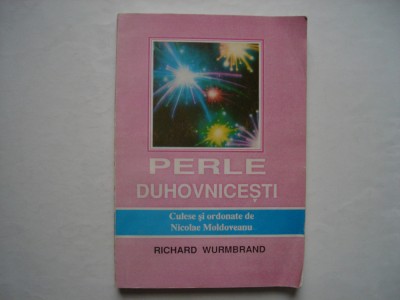 PERLE
DUHOVNICEȘTI
Culese și ordonate de
Nicolae Moldoveanu
RICHARD WURMBRAND